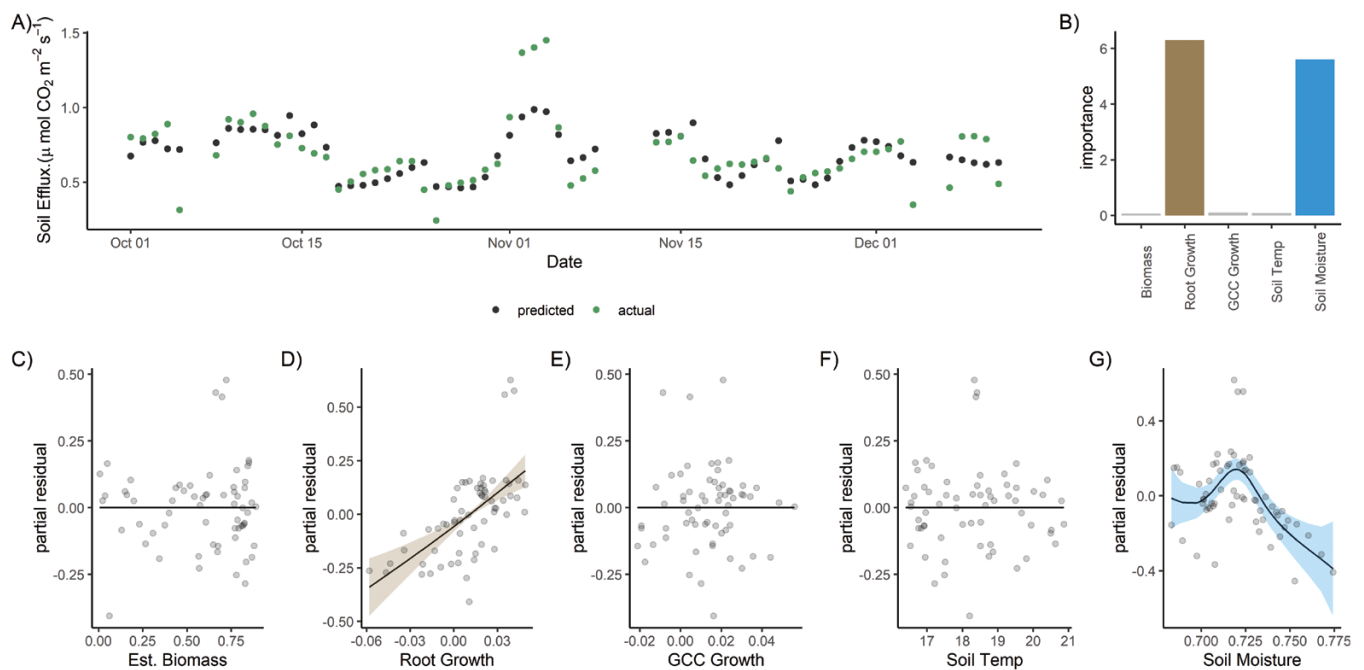 A)
Soil Efflux.(μ mol CO₂ m⁻² s⁻¹)
1.5
1.0
0.5
Oct 01
Oct 15
Nov 01
Nov 15
Dec 01
Date
predicted
actual
B)
importance
6
4
2
0
Biomass
Root Growth
GCC Growth
Soil Temp
Soil Moisture
C)
partial residual
0.50
0.25
0.00
-0.25
0.00
0.25
0.50
0.75
Est. Biomass
D)
partial residual
0.50
0.25
0.00
-0.25
-0.50
-0.06
-0.03
0.00
0.03
Root Growth
E)
partial residual
0.50
0.25
0.00
-0.25
-0.02
0.00
0.02
0.04
0.06
GCC Growth
F)
partial residual
0.50
0.25
0.00
-0.25
17
18
19
20
21
Soil Temp
G)
partial residual
0.4
0.0
-0.4
0.700
0.725
0.750
0.775
Soil Moisture